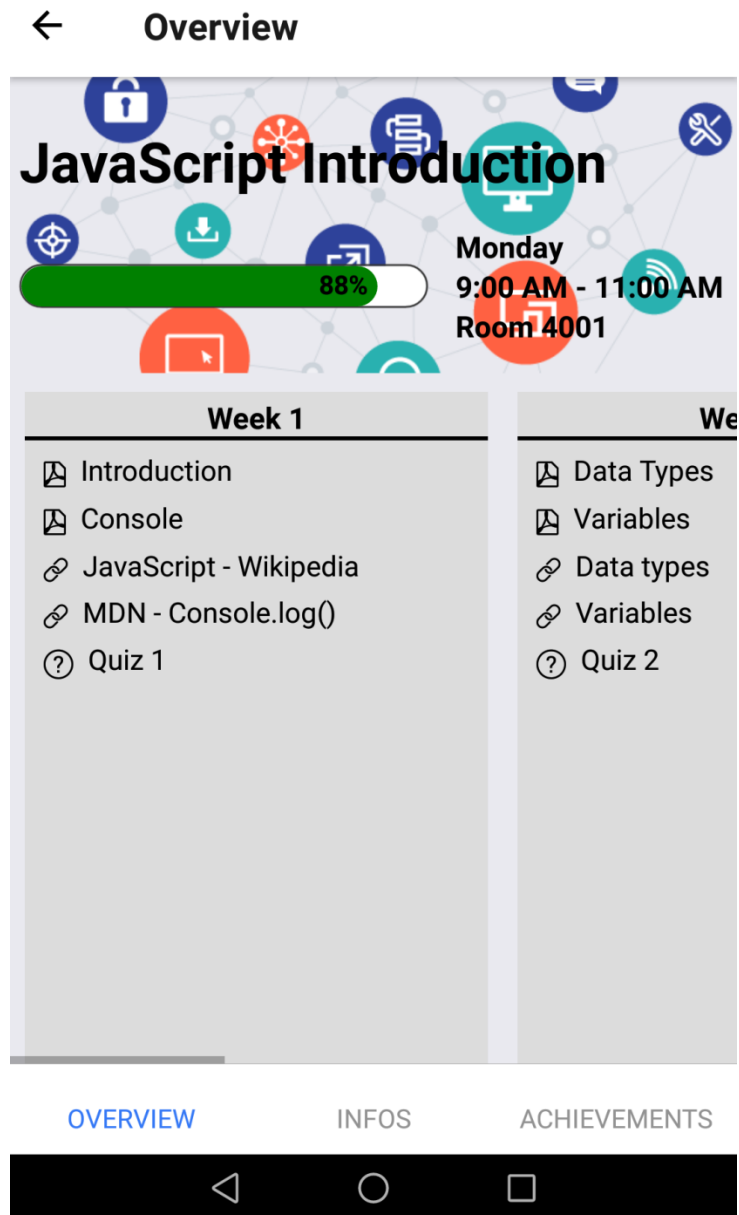 Overview
JavaScript Introduction
88%
Monday
9:00 AM - 11:00 AM
Room 4001
Week 1
Introduction
Console
JavaScript - Wikipedia
MDN - Console.log()
Quiz 1
We
Data Types
Variables
Data types
Variables
Quiz 2
OVERVIEW
INFOS
ACHIEVEMENTS